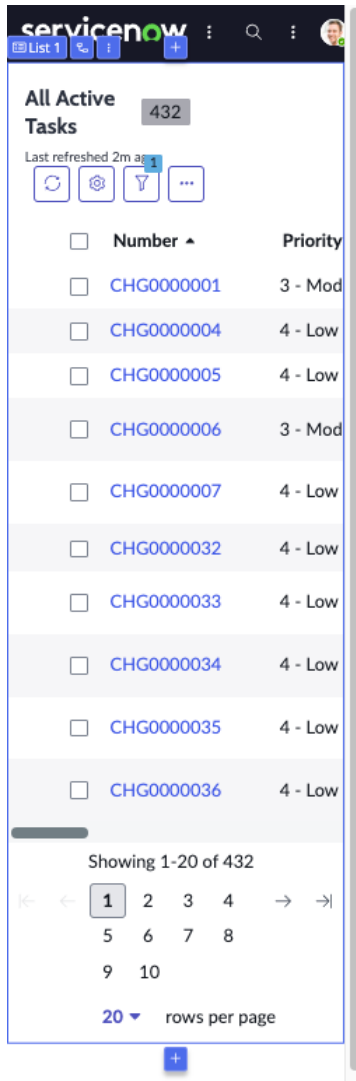 servicenow
List 1
All Active
Tasks
432
Last refreshed 2m
1
Number Priority
CHG0000001 3 - Mod
CHG0000004 4 - Low
CHG0000005 4 - Low
CHG0000006 3 - Mod
CHG0000007 4 - Low
CHG0000032 4 - Low
CHG0000033 4 - Low
CHG0000034 4 - Low
CHG0000035 4 - Low
CHG0000036 4 - Low
Showing 1-20 of 432
1 2 3 4
5 6 7 8
9 10
20 rows per page